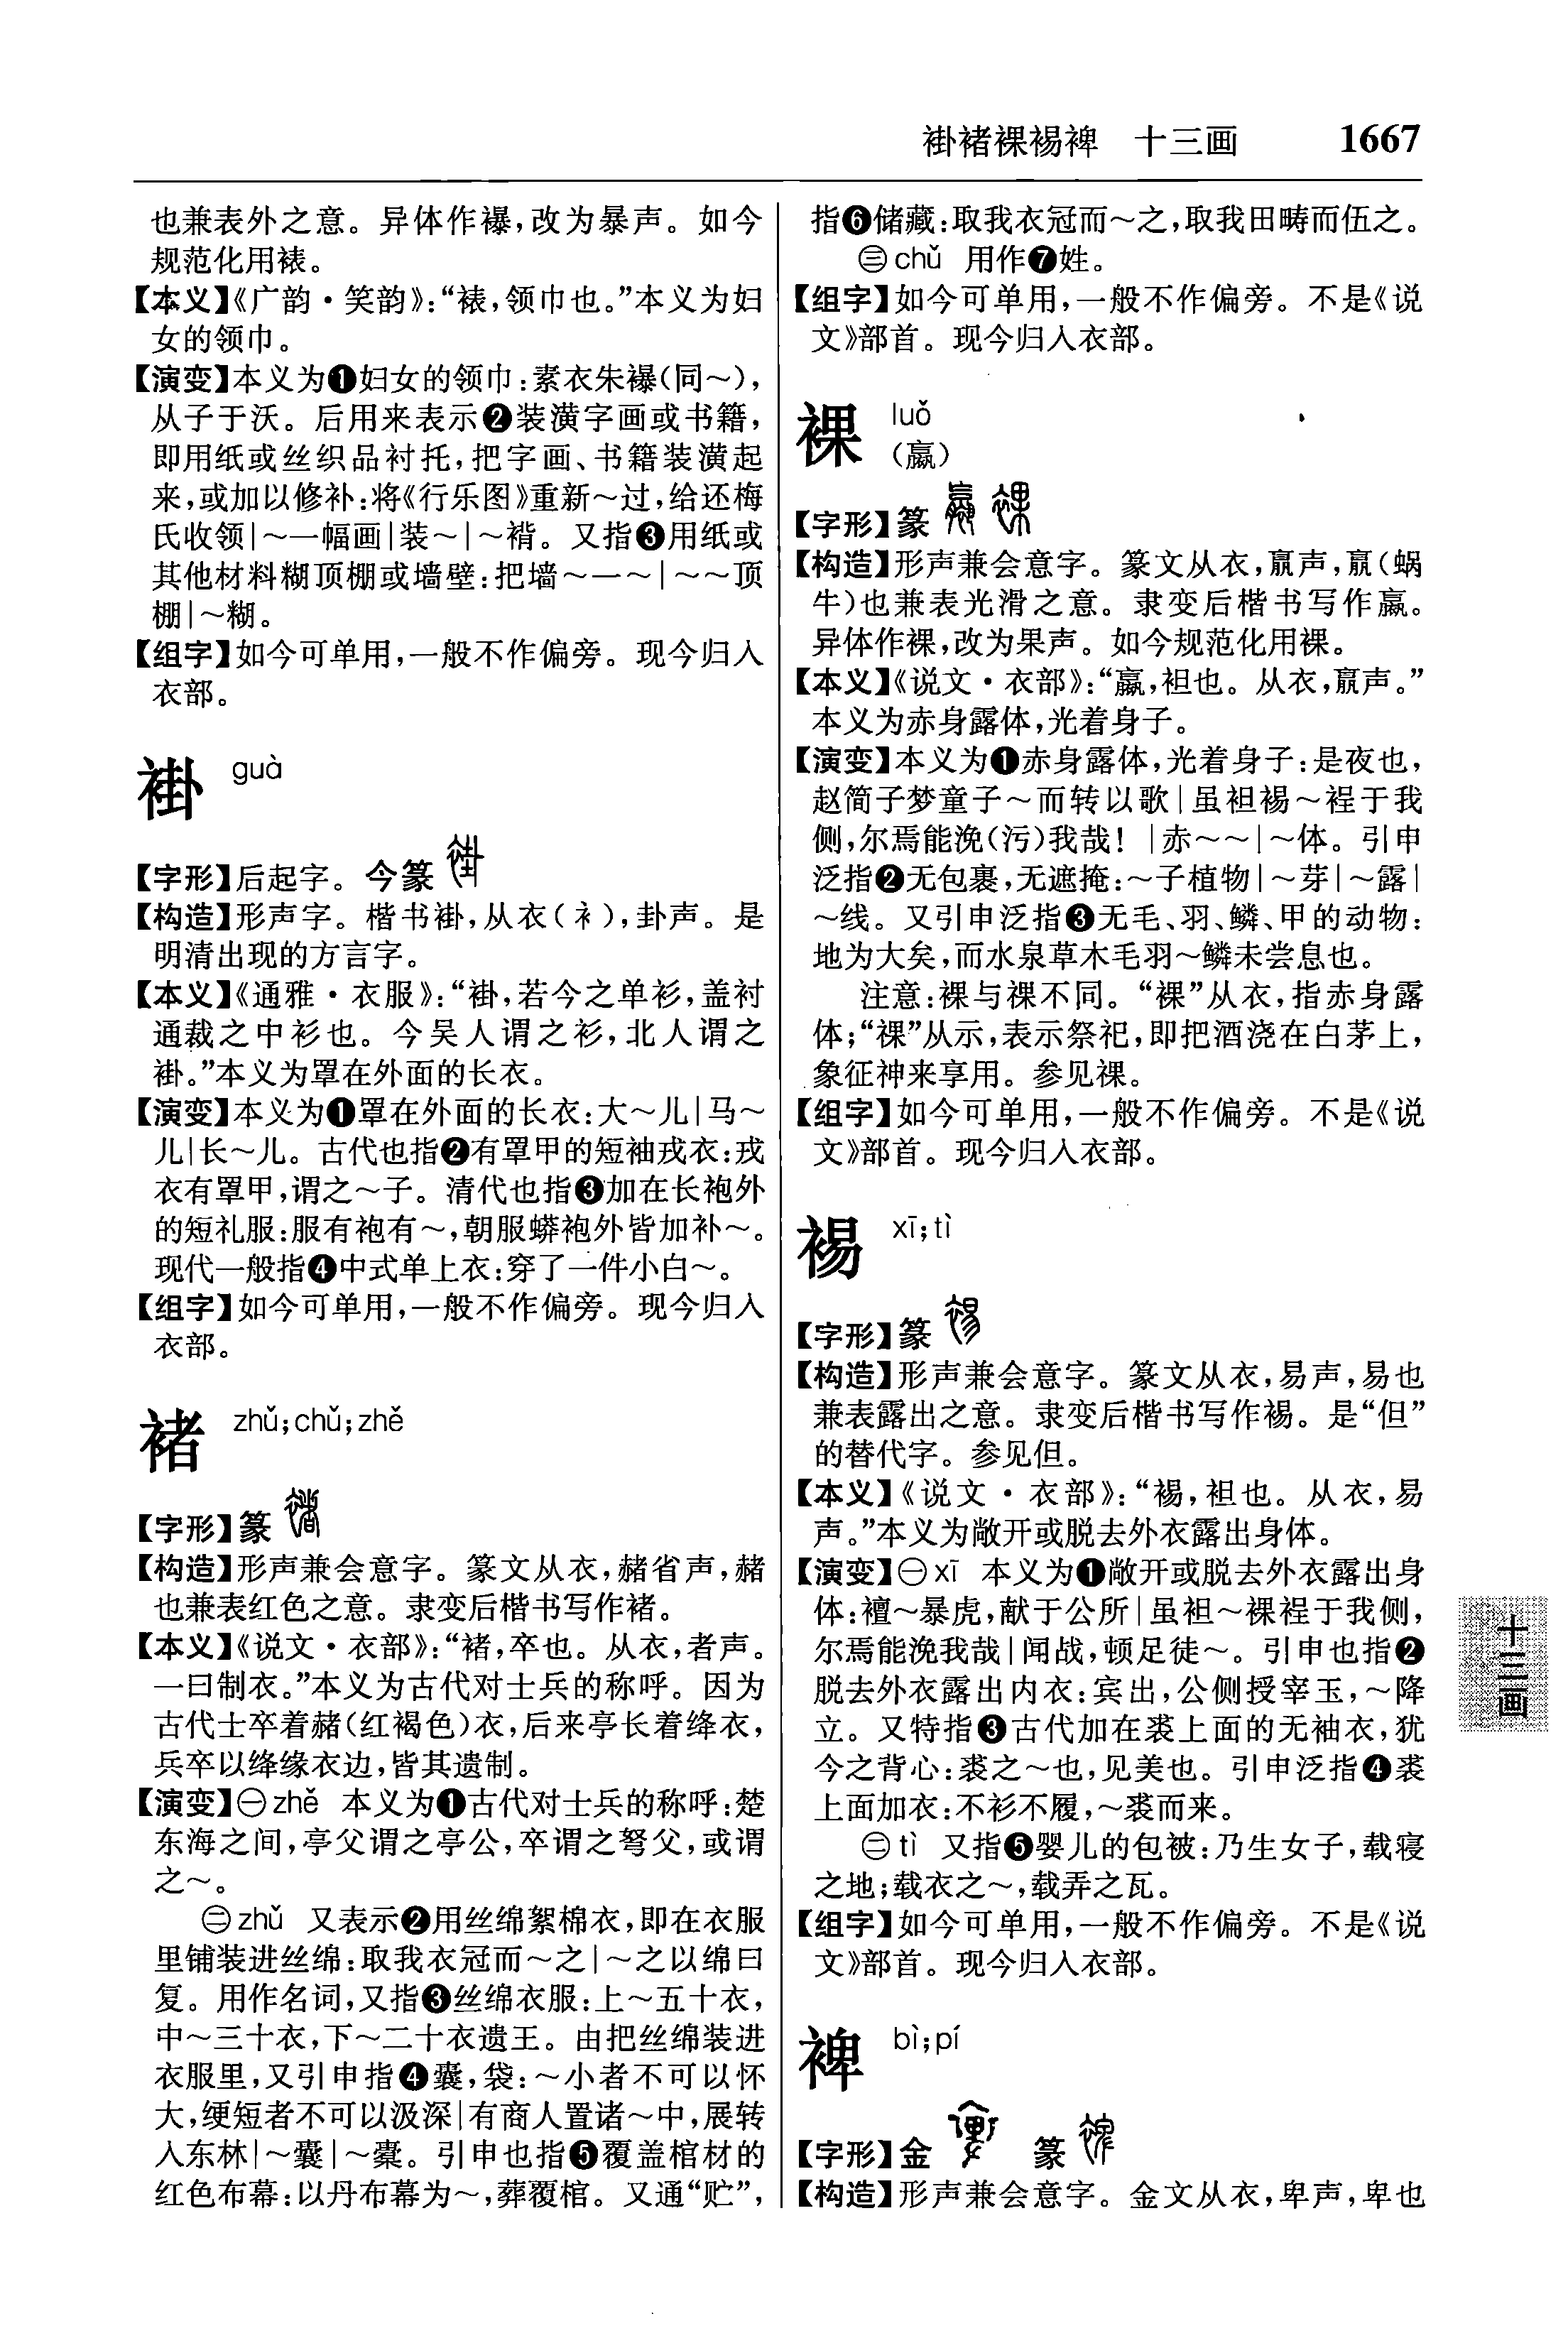 褂褚裸裼裨　十三画　1667
也兼表外之意。异体作襮，改为暴声。如今
规范化用裱。
【本义】《广韵·笑韵》：“裱，领巾也。”本义为妇
女的领巾。
【演变】本义为❶妇女的领巾：素衣朱襮（同～），
从子于沃。后用来表示❷装潢字画或书籍，
即用纸或丝织品衬托，把字画、书籍装潢起
来，或加以修补：将《行乐图》重新～过，给还梅
氏收领|～一幅画|装～|～褙。又指❸用纸或
其他材料糊顶棚或墙壁：把墙～一～|～～顶
棚|～糊。
【组字】如今可单用，一般不作偏旁。现今归入
衣部。
褂 guà
【字形】后起字。今篆
【构造】形声字。楷书褂，从衣（衤），卦声。是
明清出现的方言字。
【本义】《通雅·衣服》：“褂，若今之单衫，盖衬
通裁之中衫也。今吴人谓之衫，北人谓之
褂。”本义为罩在外面的长衣。
【演变】本义为❶罩在外面的长衣：大～儿|马～
儿|长～儿。古代也指❷有罩甲的短袖戎衣：戎
衣有罩甲，谓之～子。清代也指❸加在长袍外
的短礼服：服有袍有～，朝服蟒袍外皆加补～。
现代一般指❹中式单上衣：穿了一件小白～。
【组字】如今可单用，一般不作偏旁。现今归入
衣部。
褚 zhǔ；chǔ；zhě
【字形】篆
【构造】形声兼会意字。篆文从衣，赭省声，赭
也兼表红色之意。隶变后楷书写作褚。
【本义】《说文·衣部》：“褚，卒也。从衣，者声。
一曰制衣。”本义为古代对士兵的称呼。因为
古代士卒着赭（红褐色）衣，后来亭长着绛衣，
兵卒以绛缘衣边，皆其遗制。
【演变】㊀zhě 本义为❶古代对士兵的称呼：楚
东海之间，亭父谓之亭公，卒谓之弩父，或谓
之～。
㊁zhǔ 又表示❷用丝绵絮棉衣，即在衣服
里铺装进丝绵：取我衣冠而～之|～之以绵曰
复。用作名词，又指❸丝绵衣服：上～五十衣，
中～三十衣，下～二十衣遗王。由把丝绵装进
衣服里，又引申指❹囊，袋：～小者不可以怀
大，绠短者不可以汲深|有商人置诸～中，展转
入东林|～囊|～橐。引申也指❺覆盖棺材的
红色布幕：以丹布幕为～，葬覆棺。又通“贮”，
指❻储藏：取我衣冠而～之，取我田畴而伍之。
㊂chǔ 用作❼姓。
【组字】如今可单用，一般不作偏旁。不是《说
文》部首。现今归入衣部。
裸 luǒ
（臝）
【字形】篆
【构造】形声兼会意字。篆文从衣，𣎆声，𣎆（蜗
牛）也兼表光滑之意。隶变后楷书写作臝。
异体作裸，改为果声。如今规范化用裸。
【本义】《说文·衣部》：“臝，袒也。从衣，𣎆声。”
本义为赤身露体，光着身子。
【演变】本义为❶赤身露体，光着身子：是夜也，
赵简子梦童子～而转以歌|虽袒裼～裎于我
侧，尔焉能浼（污）我哉！|赤～～|～体。引申
泛指❷无包裹，无遮掩：～子植物|～芽|～露|
～线。又引申泛指❸无毛、羽、鳞、甲的动物：
地为大矣，而水泉草木毛羽～鳞未尝息也。
注意：裸与祼不同。“裸”从衣，指赤身露
体；“祼”从示，表示祭祀，即把酒浇在白茅上，
象征神来享用。参见祼。
【组字】如今可单用，一般不作偏旁。不是《说
文》部首。现今归入衣部。
裼 xī；tì
【字形】篆
【构造】形声兼会意字。篆文从衣，易声，易也
兼表露出之意。隶变后楷书写作裼。是“但”
的替代字。参见但。
【本义】《说文·衣部》：“裼，袒也。从衣，易
声。”本义为敞开或脱去外衣露出身体。
【演变】㊀xī 本义为❶敞开或脱去外衣露出身
体：襢～暴虎，献于公所|虽袒～裸裎于我侧，
尔焉能浼我哉|闻战，顿足徒～。引申也指❷
脱去外衣露出内衣：宾出，公侧授宰玉，～降
立。又特指❸古代加在裘上面的无袖衣，犹
今之背心：裘之～也，见美也。引申泛指❹裘
上面加衣：不衫不履，～裘而来。
㊁tì 又指❺婴儿的包被：乃生女子，载寝
之地；载衣之～，载弄之瓦。
【组字】如今可单用，一般不作偏旁。不是《说
文》部首。现今归入衣部。
裨 bì；pí
【字形】金　篆
【构造】形声兼会意字。金文从衣，卑声，卑也
十三画